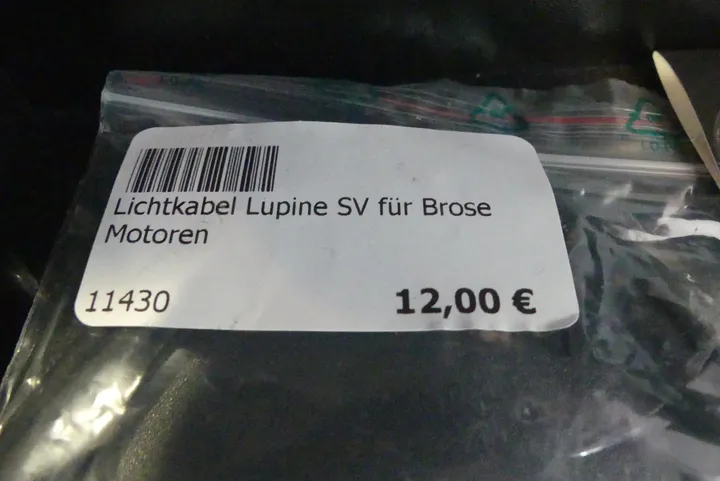 Lichtkabel Lupine SV für Brose
Motoren
11430
12,00 €